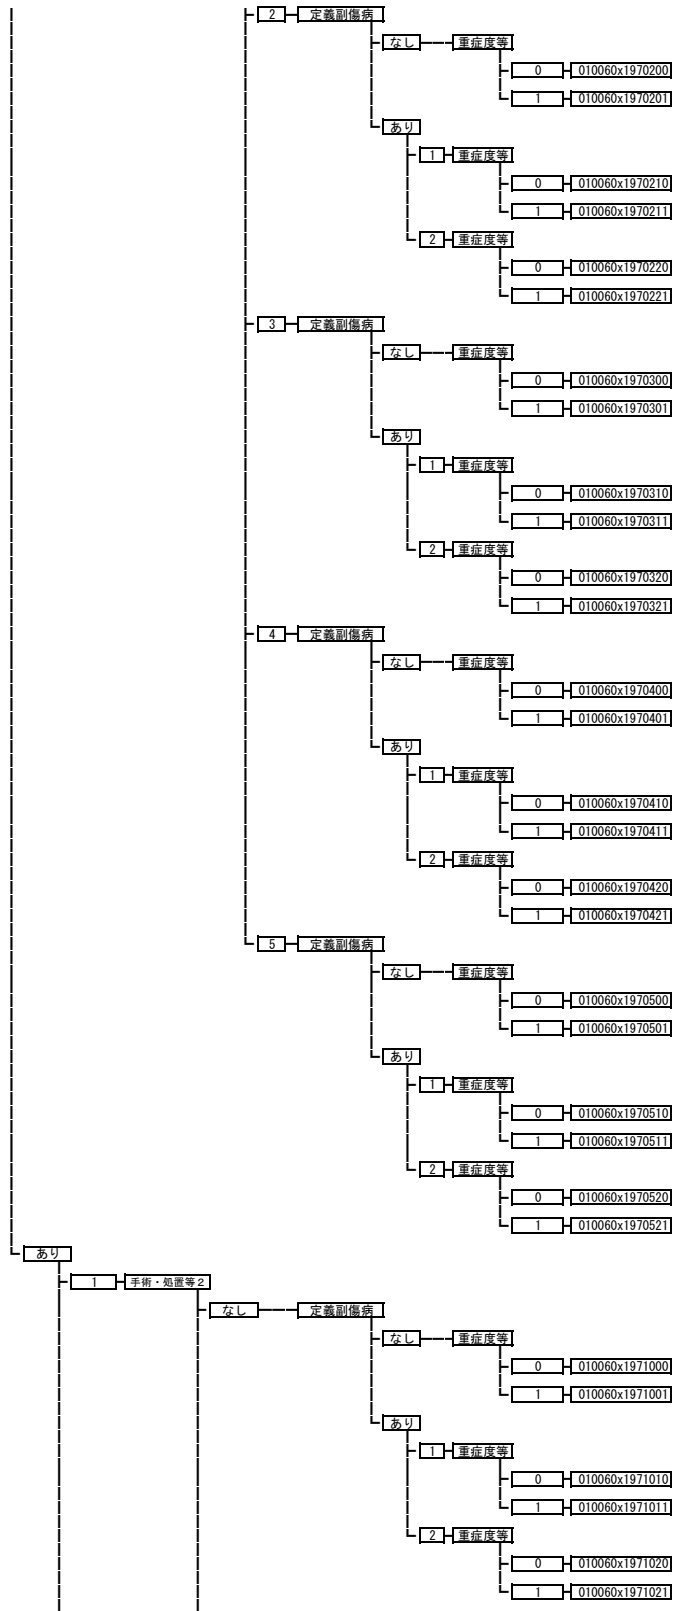 2 定義副傷病
なし 重症度等
0 010060x1970200
1 010060x1970201
あり
1 重症度等
0 010060x1970210
1 010060x1970211
2 重症度等
0 010060x1970220
1 010060x1970221
3 定義副傷病
なし 重症度等
0 010060x1970300
1 010060x1970301
あり
1 重症度等
0 010060x1970310
1 010060x1970311
2 重症度等
0 010060x1970320
1 010060x1970321
4 定義副傷病
なし 重症度等
0 010060x1970400
1 010060x1970401
あり
1 重症度等
0 010060x1970410
1 010060x1970411
2 重症度等
0 010060x1970420
1 010060x1970421
5 定義副傷病
なし 重症度等
0 010060x1970500
1 010060x1970501
あり
1 重症度等
0 010060x1970510
1 010060x1970511
2 重症度等
0 010060x1970520
1 010060x1970521
あり
1 手術・処置等2
なし 定義副傷病
なし 重症度等
0 010060x1971000
1 010060x1971001
あり
1 重症度等
0 010060x1971010
1 010060x1971011
2 重症度等
0 010060x1971020
1 010060x1971021